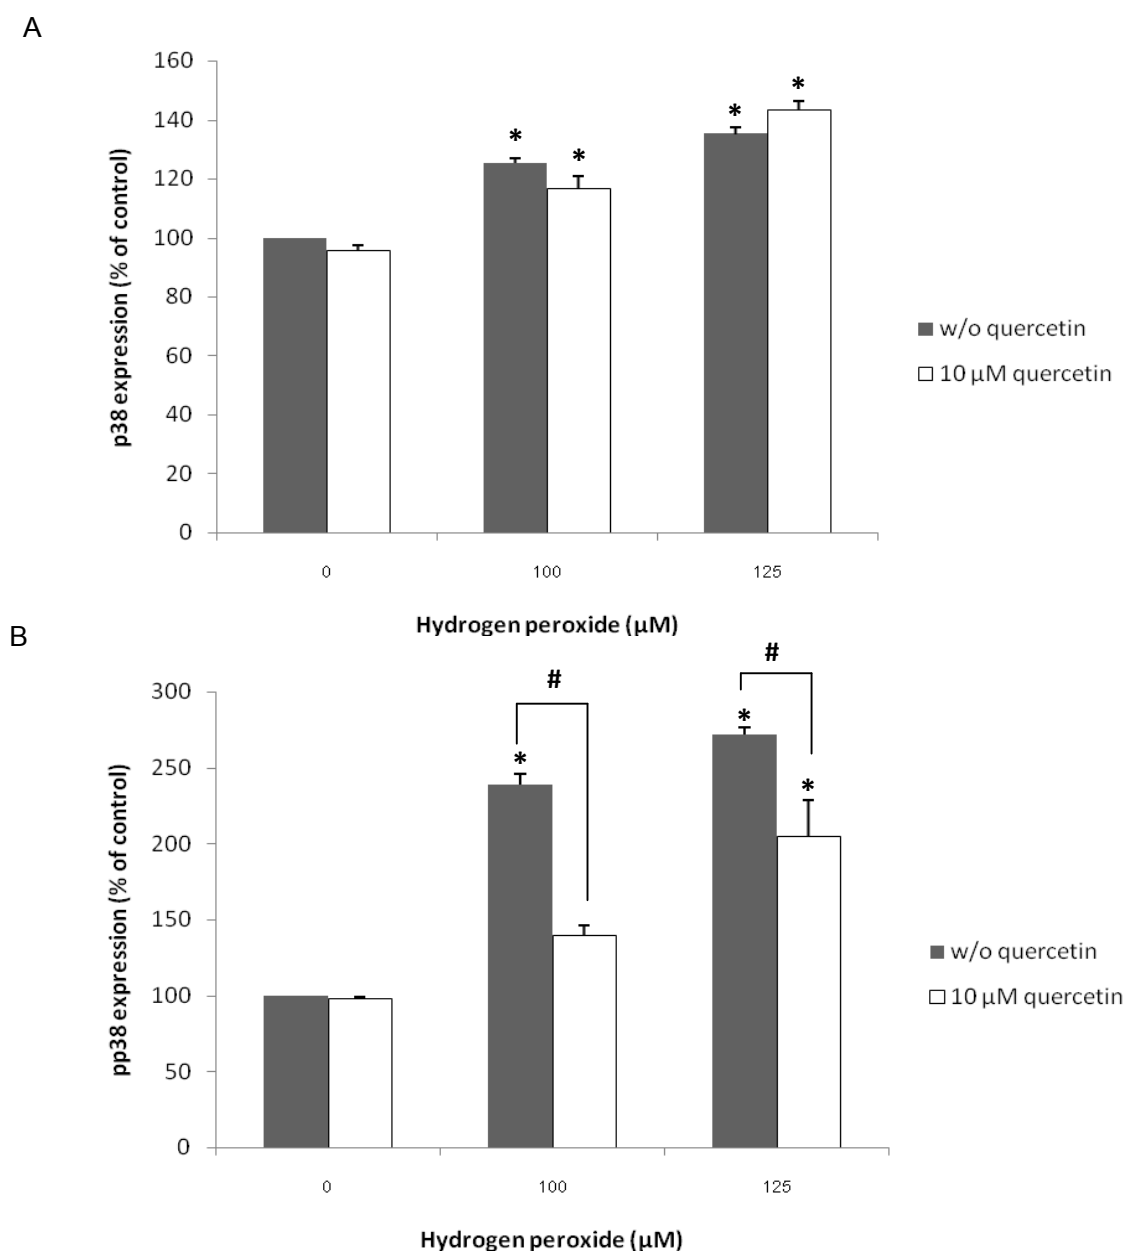 A
160
140
120
100
80
60
40
20
0
p38 expression (% of control)
* * * *
0 100 125
Hydrogen peroxide (µM)
w/o quercetin
10 µM quercetin
B
300
250
200
150
100
50
0
pp38 expression (% of control)
# #
* * *
0 100 125
Hydrogen peroxide (µM)
w/o quercetin
10 µM quercetin